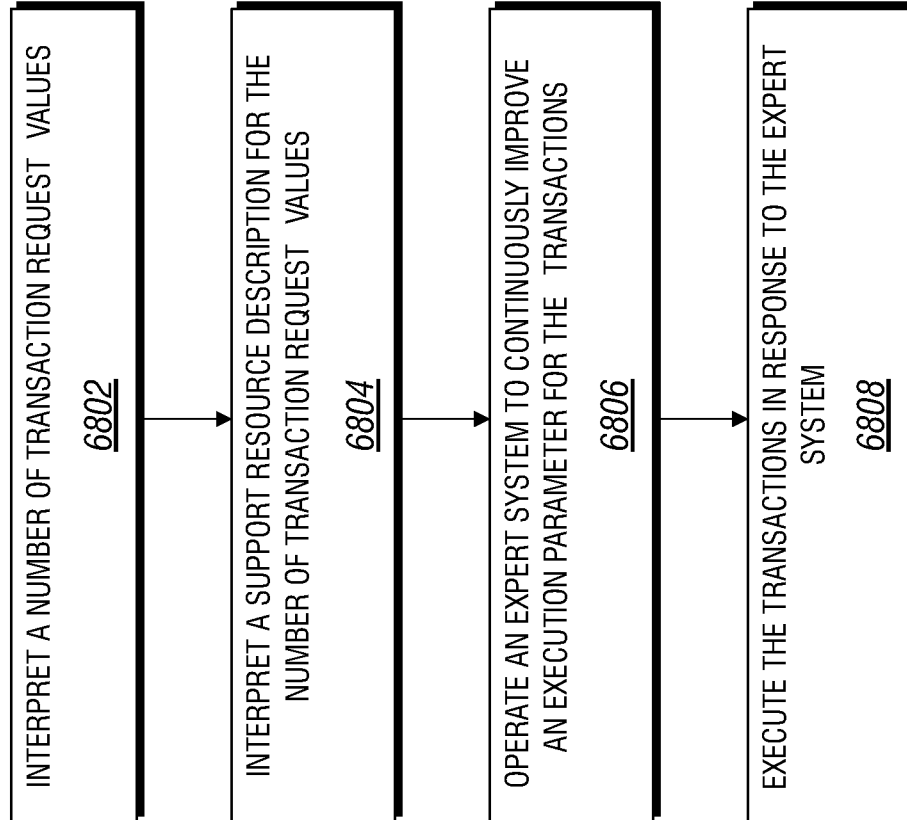 INTERPRET A NUMBER OF TRANSACTION REQUEST VALUES
6802
INTERPRET A SUPPORT RESOURCE DESCRIPTION FOR THE
NUMBER OF TRANSACTION REQUEST VALUES
6804
OPERATE AN EXPERT SYSTEM TO CONTINUOUSLY IMPROVE
AN EXECUTION PARAMETER FOR THE TRANSACTIONS
6806
EXECUTE THE TRANSACTIONS IN RESPONSE TO THE EXPERT
SYSTEM
6808